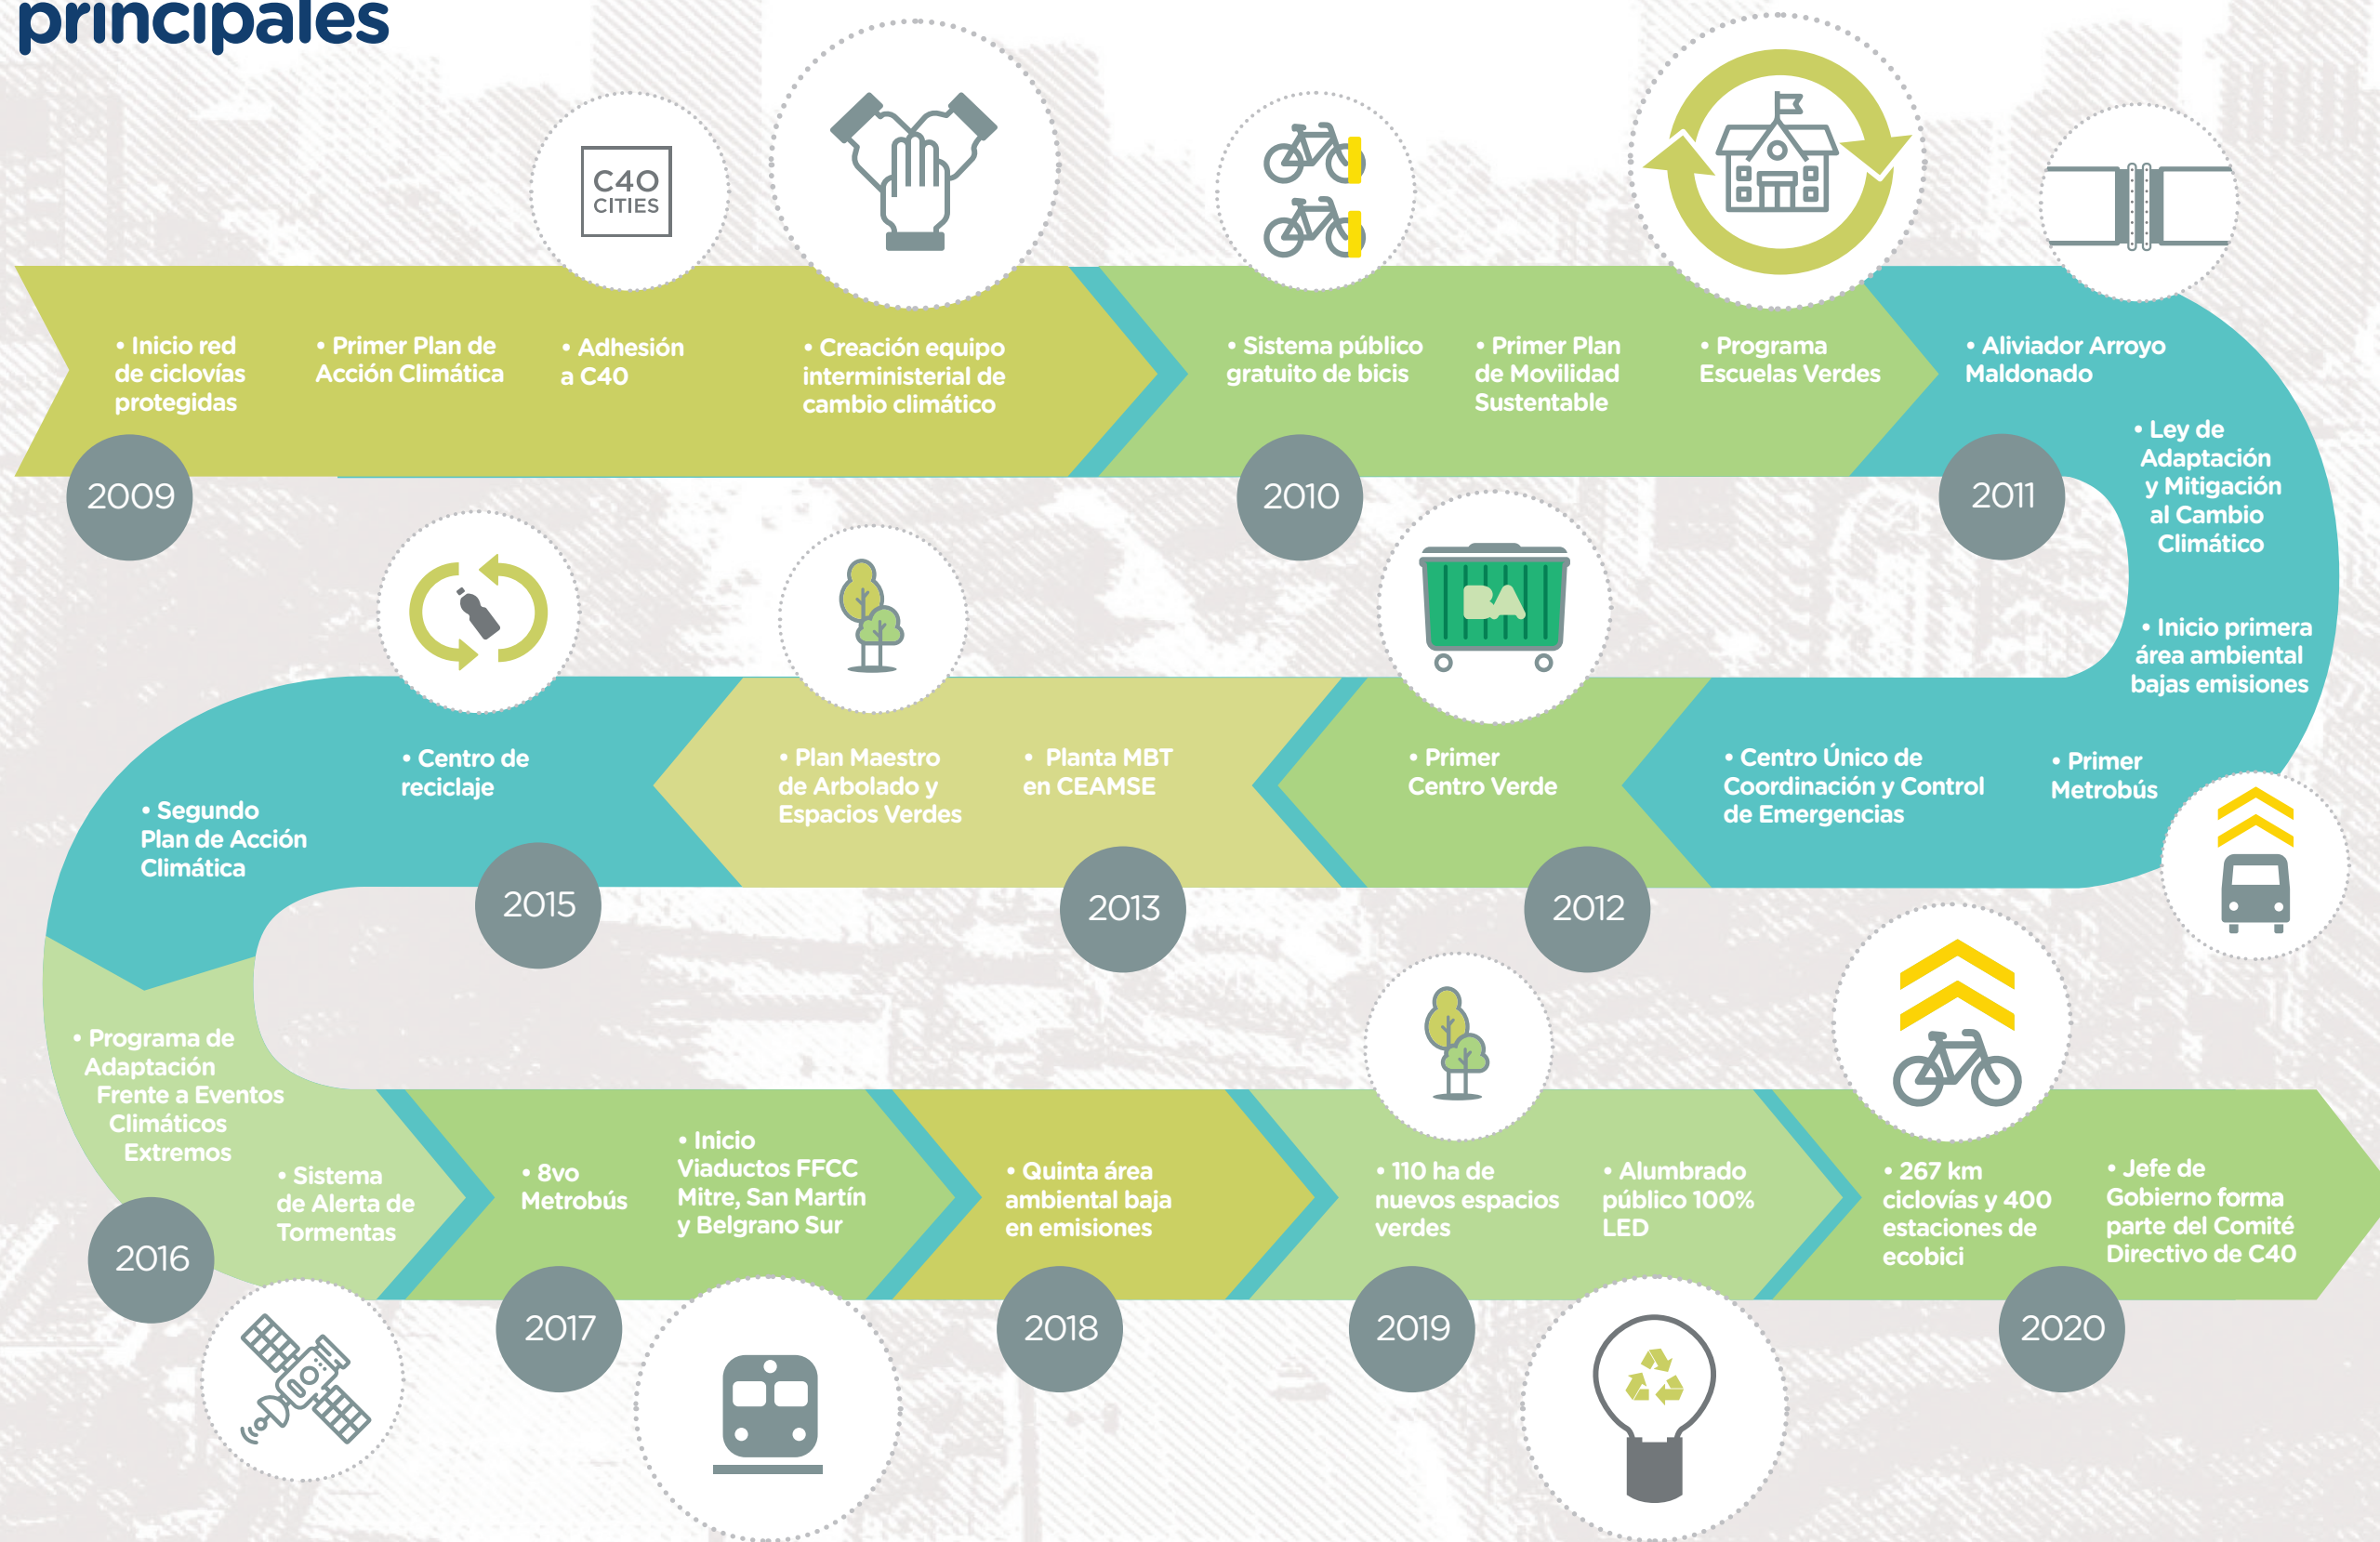 principales
C40
CITIES
• Inicio red
de ciclovías
protegidas
• Primer Plan de
Acción Climática
• Adhesión
a C40
• Creación equipo
interministerial de
cambio climático
2009
• Sistema público
gratuito de bicis
• Primer Plan
de Movilidad
Sustentable
• Programa
Escuelas Verdes
2010
• Aliviador Arroyo
Maldonado
• Ley de
Adaptación
y Mitigación
al Cambio
Climático
• Inicio primera
área ambiental
bajas emisiones
• Primer
Metrobús
• Centro Único de
Coordinación y Control
de Emergencias
2011
BA
• Primer
Centro Verde
2012
• Planta MBT
en CEAMSE
• Plan Maestro
de Arbolado y
Espacios Verdes
2013
• Centro de
reciclaje
• Segundo
Plan de Acción
Climática
2015
• Programa de
Adaptación
Frente a Eventos
Climáticos
Extremos
• Sistema
de Alerta de
Tormentas
2016
• 8vo
Metrobús
• Inicio
Viaductos FFCC
Mitre, San Martín
y Belgrano Sur
2017
• Quinta área
ambiental baja
en emisiones
2018
• 110 ha de
nuevos espacios
verdes
• Alumbrado
público 100%
LED
2019
• 267 km
ciclovías y 400
estaciones de
ecobici
• Jefe de
Gobierno forma
parte del Comité
Directivo de C40
2020